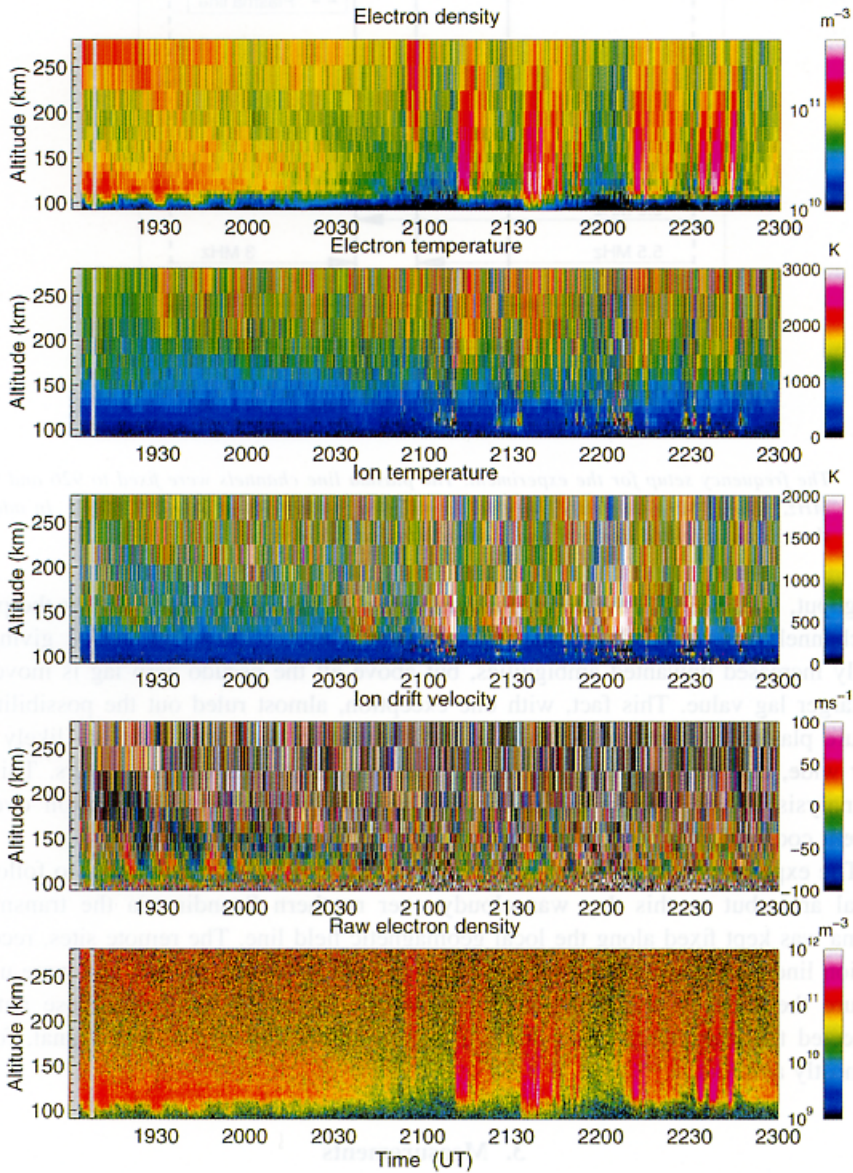 Electron density
m⁻³
Altitude (km)
250
200
150
100
10¹¹
10¹⁰
1930 2000 2030 2100 2130 2200 2230 2300
Electron temperature
K
Altitude (km)
250
200
150
100
3000
2000
1000
0
1930 2000 2030 2100 2130 2200 2230 2300
Ion temperature
K
Altitude (km)
250
200
150
100
2000
1500
1000
500
0
1930 2000 2030 2100 2130 2200 2230 2300
Ion drift velocity
ms⁻¹
Altitude (km)
250
200
150
100
100
50
0
−50
−100
1930 2000 2030 2100 2130 2200 2230 2300
Raw electron density
m⁻³
Altitude (km)
250
200
150
100
10¹²
10¹¹
10¹⁰
10⁹
1930 2000 2030 2100 2130 2200 2230 2300
Time (UT)